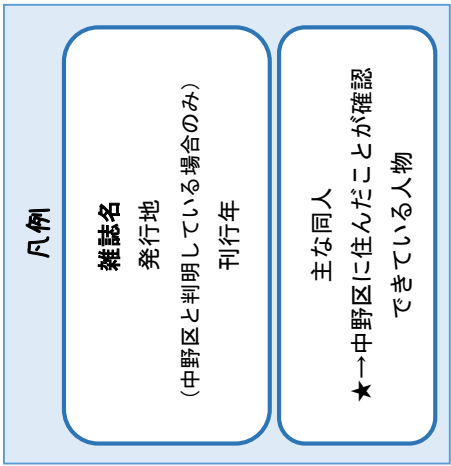 凡例
雑誌名
発行地
（中野区と判明している場合のみ）
刊行年
主な同人
★→中野区に住んだことが確認
できている人物